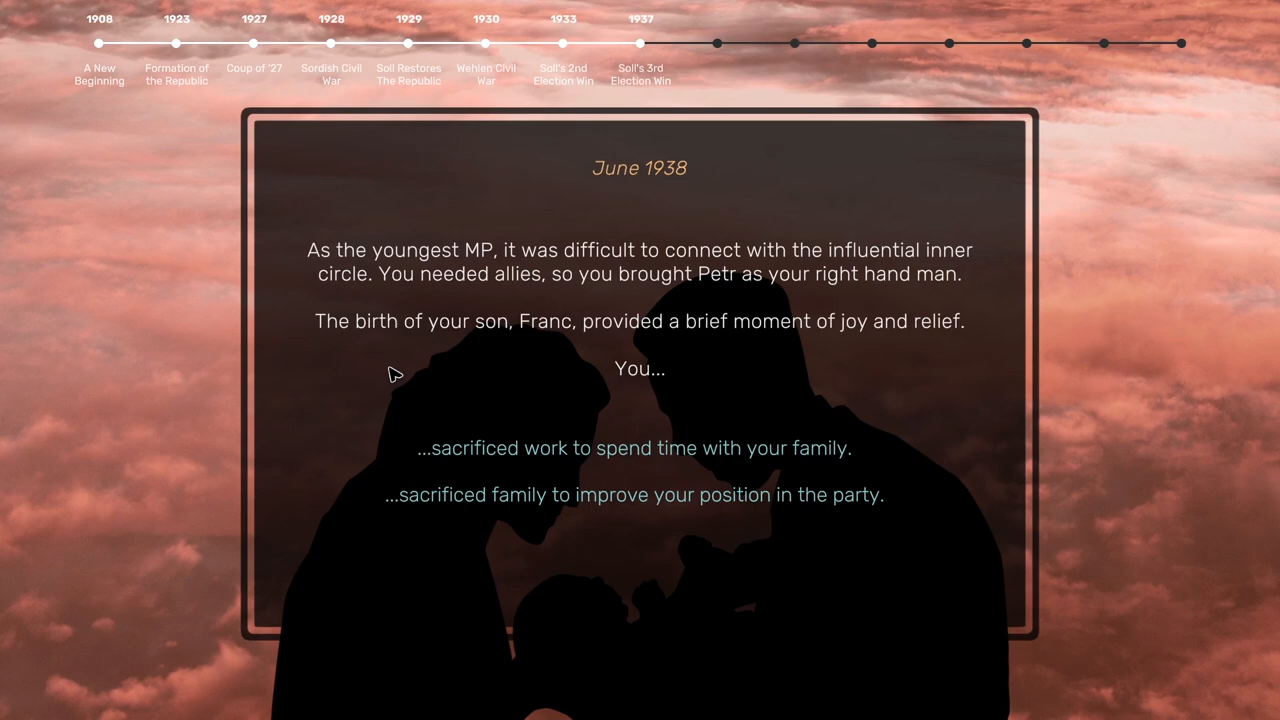 1908 1923 1927 1928 1929 1930 1933 1937
A New Beginning
Formation of the Republic
Coup of '27
Sordish Civil War
Soll Restores The Republic
Wehlen Civil War
Soll's 2nd Election Win
Soll's 3rd Election Win
June 1938
As the youngest MP, it was difficult to connect with the influential inner
circle. You needed allies, so you brought Petr as your right hand man.
The birth of your son, Franc, provided a brief moment of joy and relief.
You...
...sacrificed work to spend time with your family.
...sacrificed family to improve your position in the party.